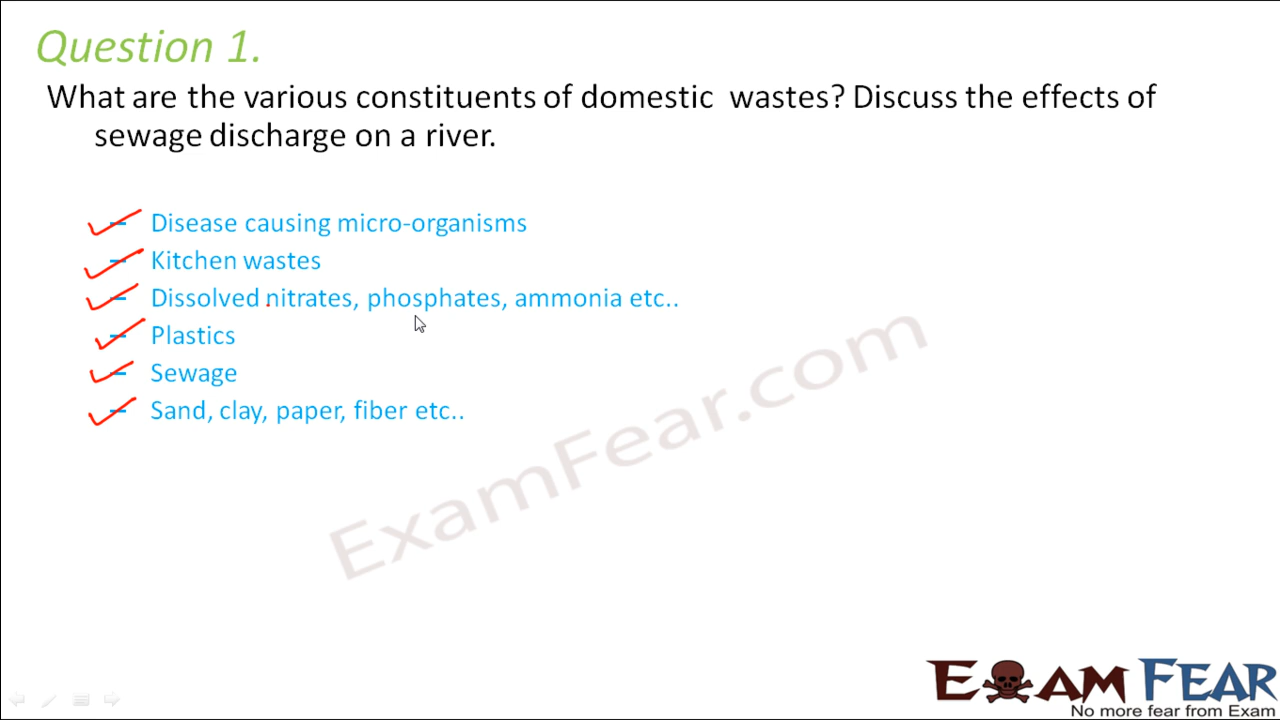 Question 1.
What are the various constituents of domestic wastes? Discuss the effects of
sewage discharge on a river.
– Disease causing micro-organisms
– Kitchen wastes
– Dissolved nitrates, phosphates, ammonia etc..
– Plastics
– Sewage
– Sand, clay, paper, fiber etc..
ExamFear.com
EXAM FEAR
No more fear from Exam